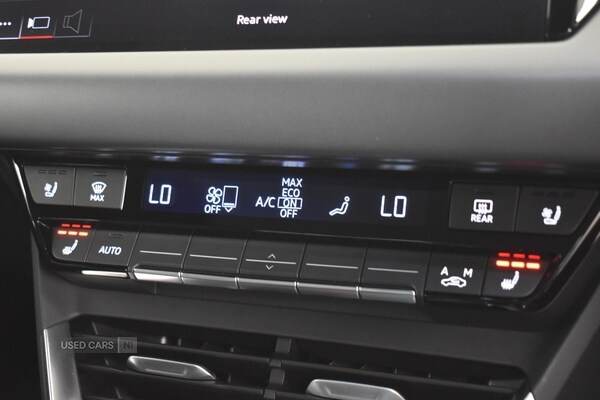 Rear view
MAX
LO
OFF
A/C
MAX
ECO
ON
OFF
LO
REAR
AUTO
A M
USED CARS NI